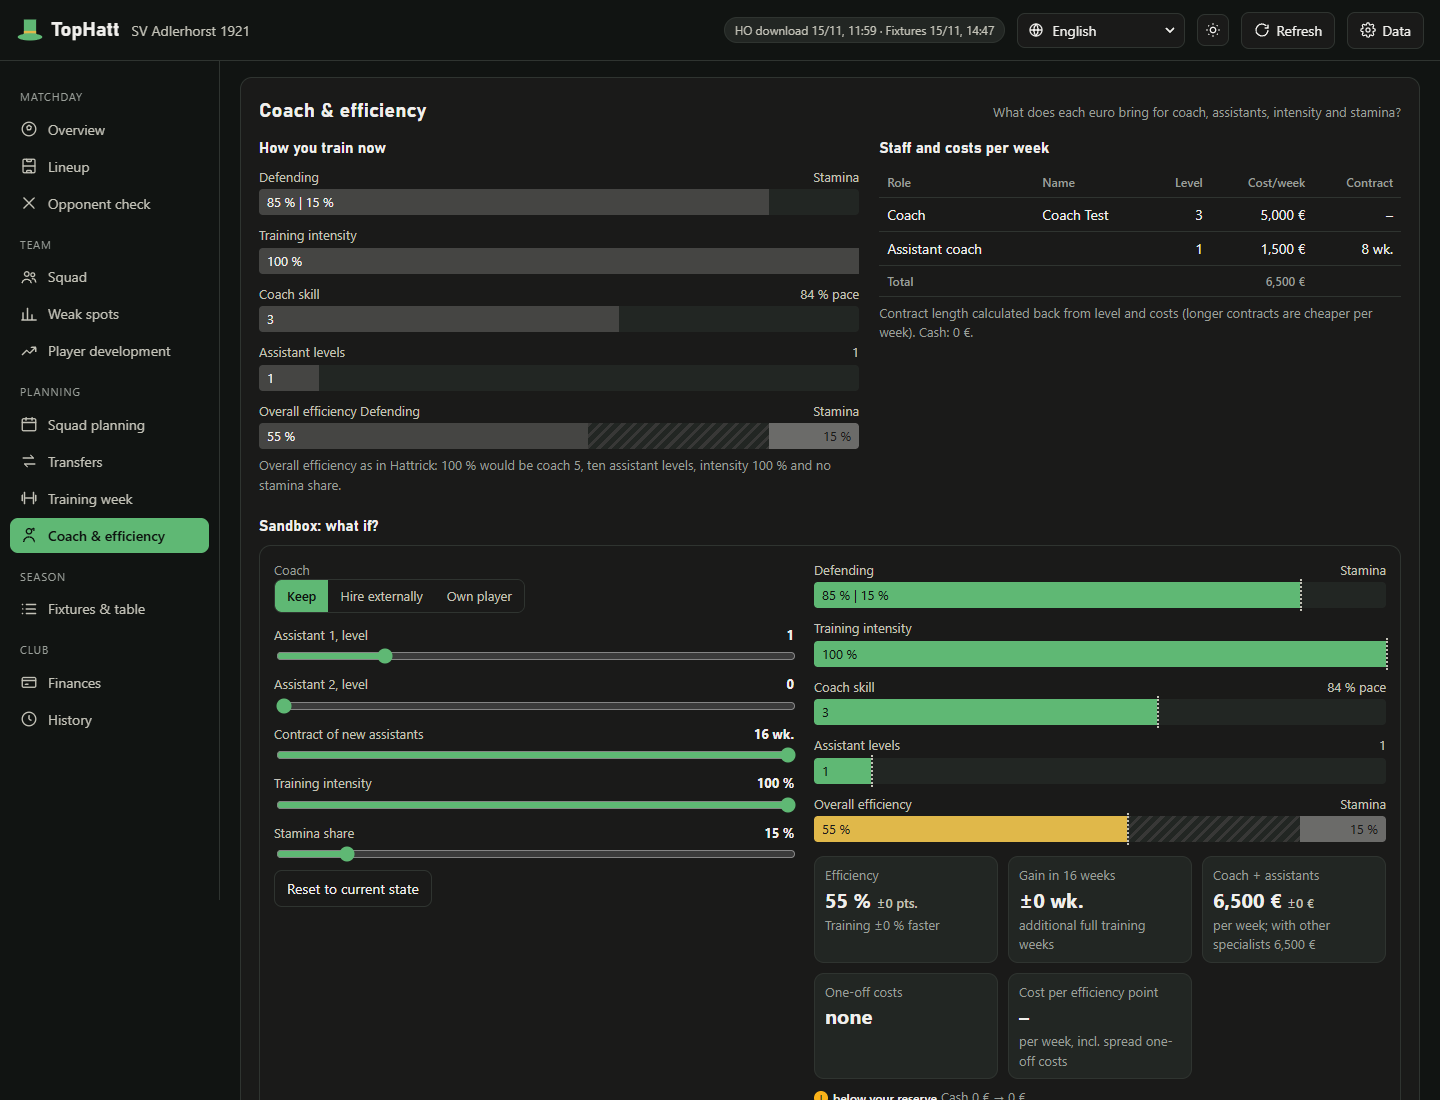 TopHatt SV Adlerhorst 1921
HO download 15/11, 11:59 · Fixtures 15/11, 14:47
English
Refresh
Data
MATCHDAY
Overview
Lineup
Opponent check
TEAM
Squad
Weak spots
Player development
PLANNING
Squad planning
Transfers
Training week
Coach & efficiency
SEASON
Fixtures & table
CLUB
Finances
History
Coach & efficiency
What does each euro bring for coach, assistants, intensity and stamina?
How you train now
Defending Stamina
85 % | 15 %
Training intensity
100 %
Coach skill 84 % pace
3
Assistant levels 1
1
Overall efficiency Defending Stamina
55 % 15 %
Overall efficiency as in Hattrick: 100 % would be coach 5, ten assistant levels, intensity 100 % and no
stamina share.
Staff and costs per week
Role Name Level Cost/week Contract
Coach Coach Test 3 5,000 € –
Assistant coach 1 1,500 € 8 wk.
Total 6,500 €
Contract length calculated back from level and costs (longer contracts are cheaper per
week). Cash: 0 €.
Sandbox: what if?
Coach
Keep Hire externally Own player
Assistant 1, level 1
Assistant 2, level 0
Contract of new assistants 16 wk.
Training intensity 100 %
Stamina share 15 %
Reset to current state
Defending Stamina
85 % | 15 %
Training intensity
100 %
Coach skill 84 % pace
3
Assistant levels 1
1
Overall efficiency Stamina
55 % 15 %
Efficiency
55 % ±0 pts.
Training ±0 % faster
Gain in 16 weeks
±0 wk.
additional full training
weeks
Coach + assistants
6,500 € ±0 €
per week; with other
specialists 6,500 €
One-off costs
none
Cost per efficiency point
–
per week, incl. spread one-
off costs
below your reserve Cash 0 € → 0 €